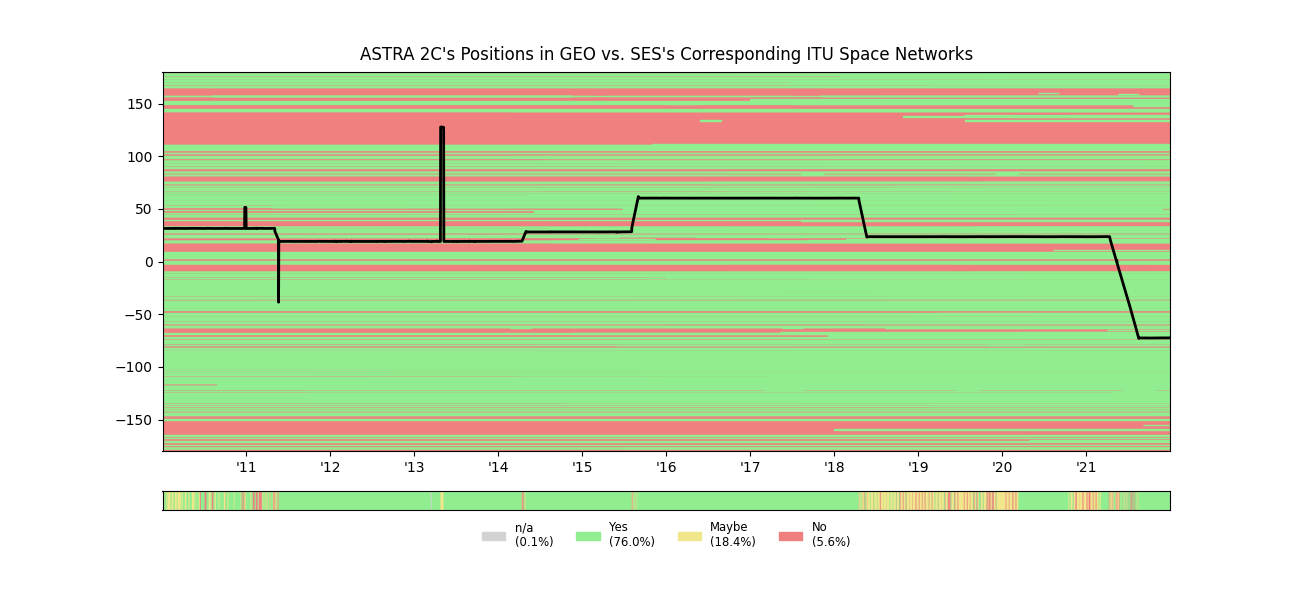 ASTRA 2C's Positions in GEO vs. SES's Corresponding ITU Space Networks
150
100
50
0
−50
−100
−150
'11 '12 '13 '14 '15 '16 '17 '18 '19 '20 '21
n/a Yes Maybe No
(0.1%) (76.0%) (18.4%) (5.6%)